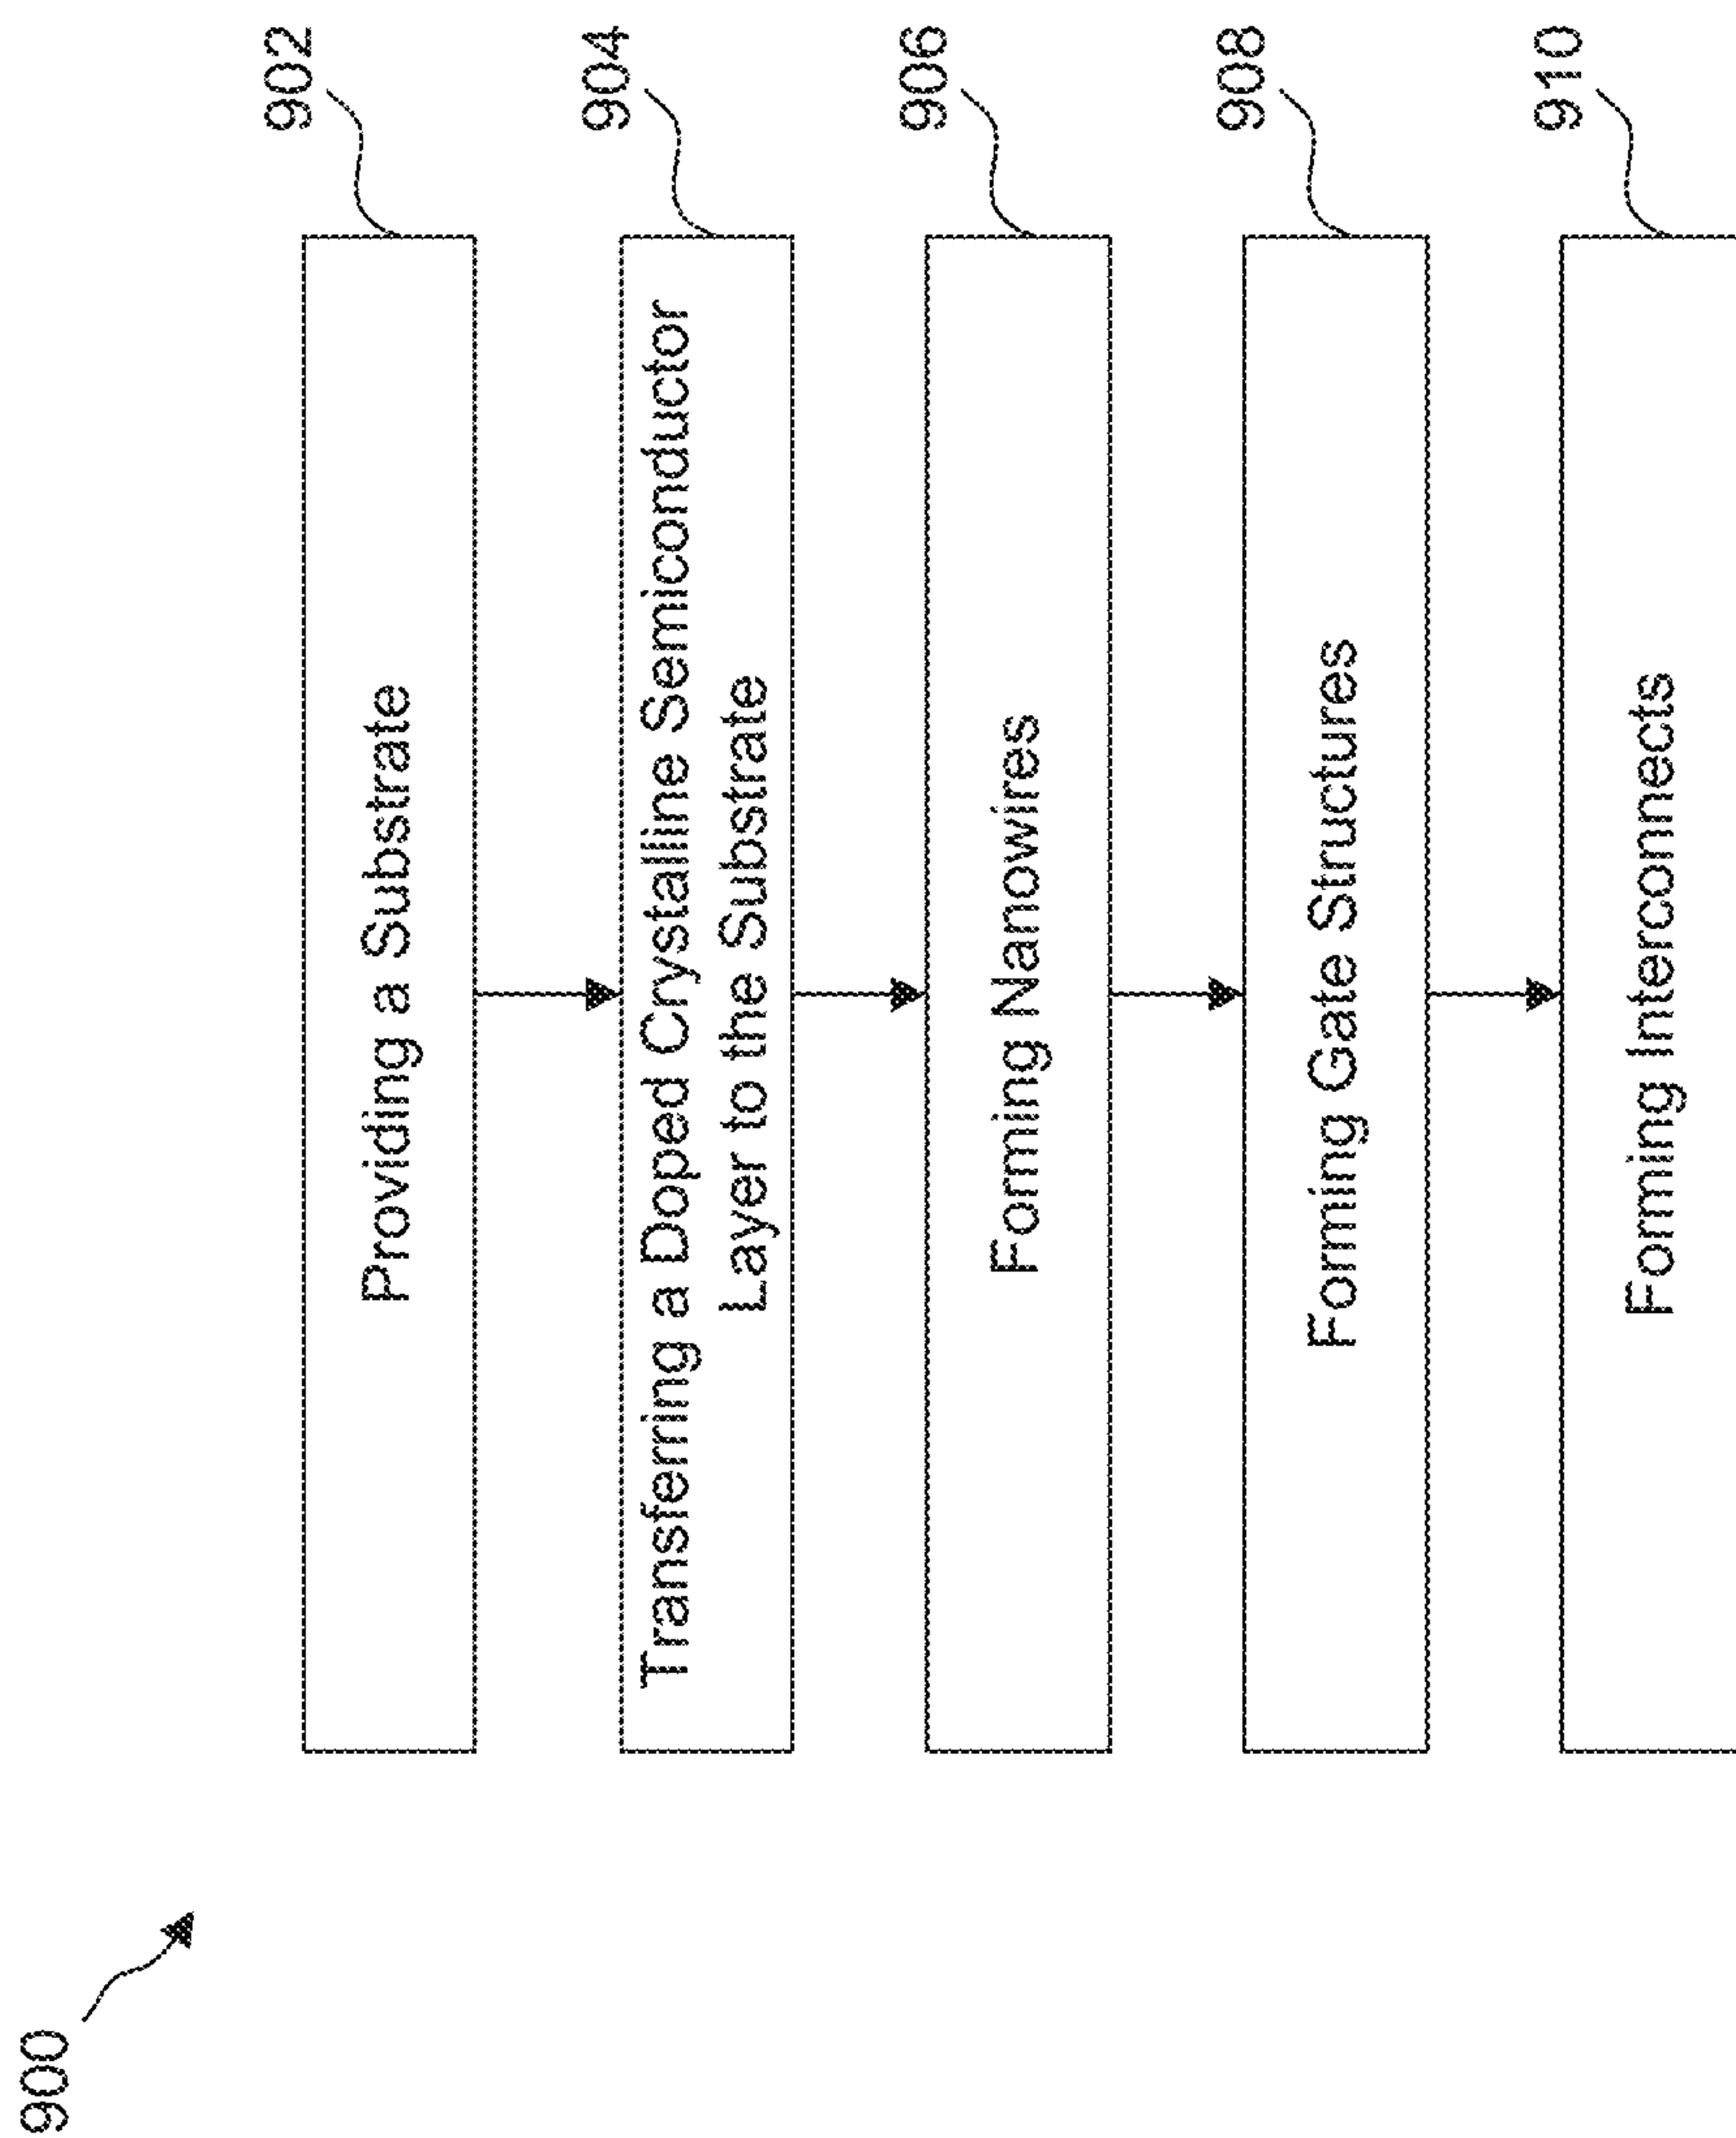 900
Providing a Substrate
902
Transferring a Doped Crystalline Semiconductor
Layer to the Substrate
904
Forming Nanowires
906
Forming Gate Structures
908
Forming Interconnects
910